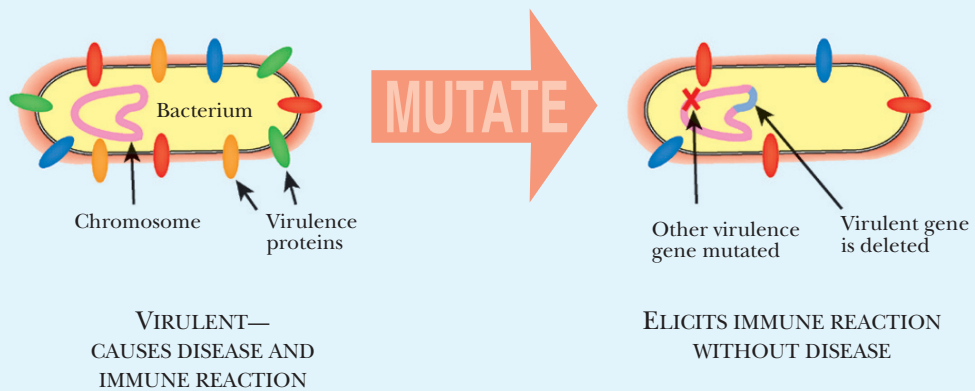 Bacterium
Chromosome
Virulence
proteins
VIRULENT—
CAUSES DISEASE AND
IMMUNE REACTION
MUTATE
Other virulence
gene mutated
Virulent gene
is deleted
ELICITS IMMUNE REACTION
WITHOUT DISEASE